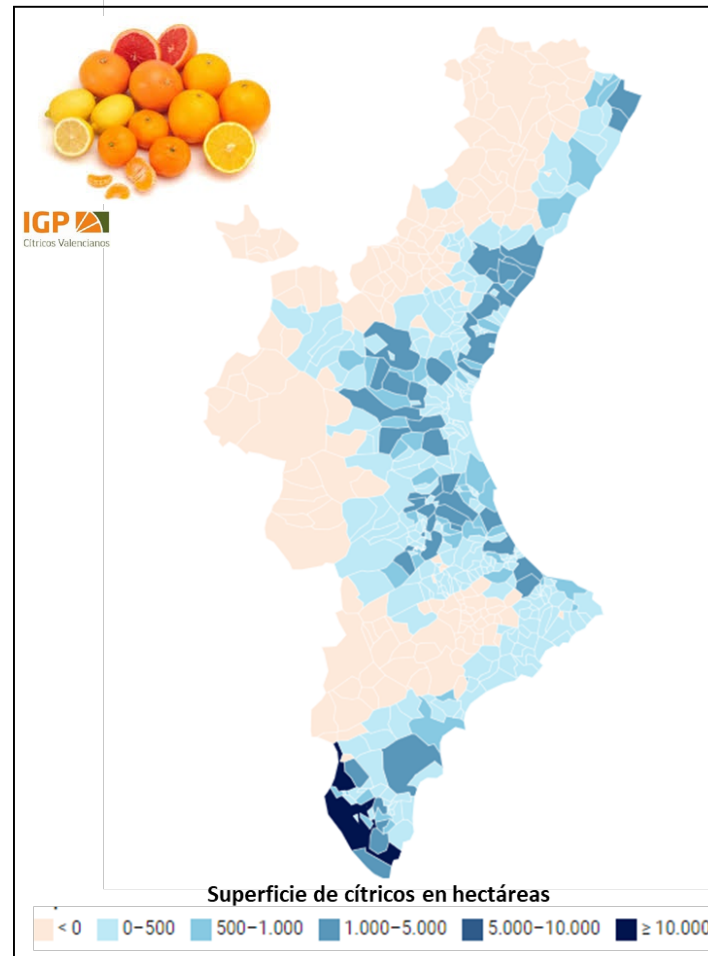 IGP
Cítricos Valencianos
Superficie de cítricos en hectáreas
< 0
0–500
500–1.000
1.000–5.000
5.000–10.000
≥ 10.000